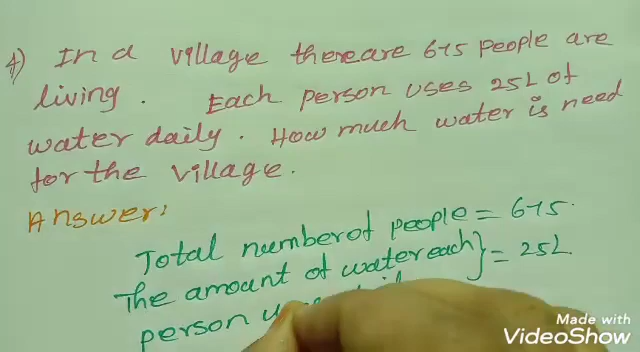 4) In a village there are 675 people are
living. Each person uses 25L of
water daily. How much water is need
for the village.
Answer:
Total number of people = 675.
The amount of water each } = 25L.
person
Made with
VideoShow